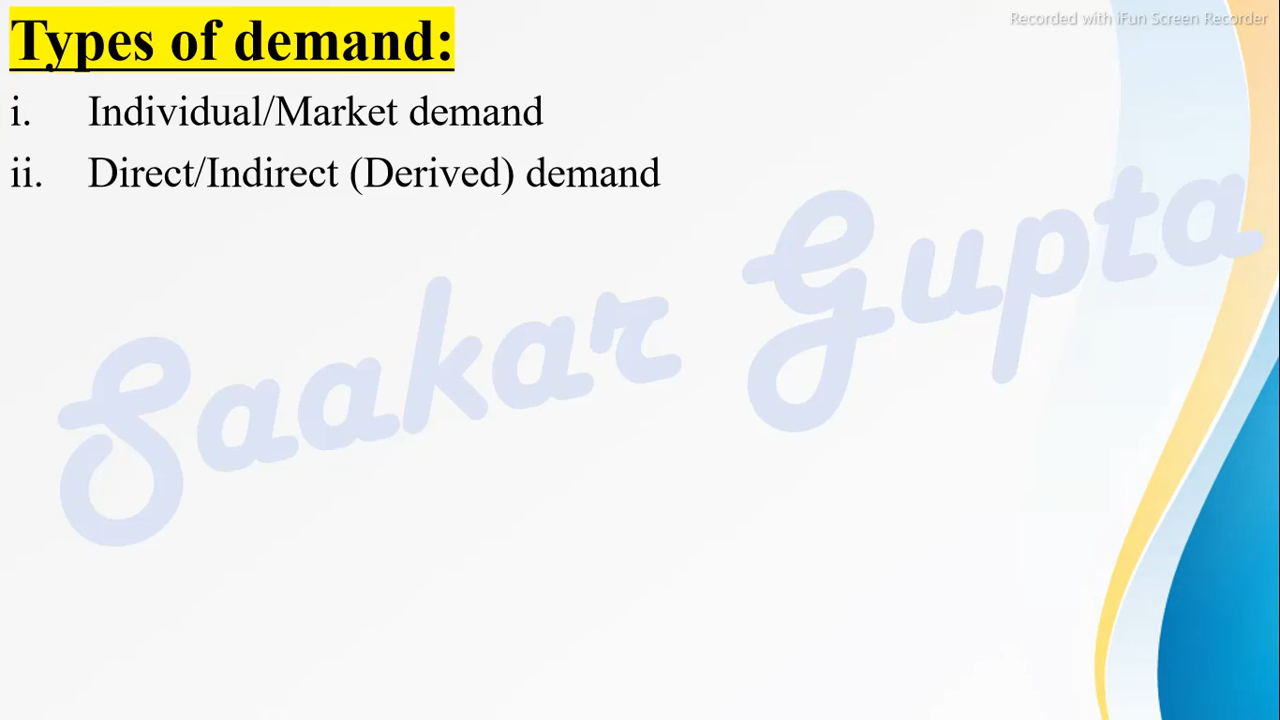 Recorded with iFun Screen Recorder
Types of demand:
i. Individual/Market demand
ii. Direct/Indirect (Derived) demand
Saakar Gupta